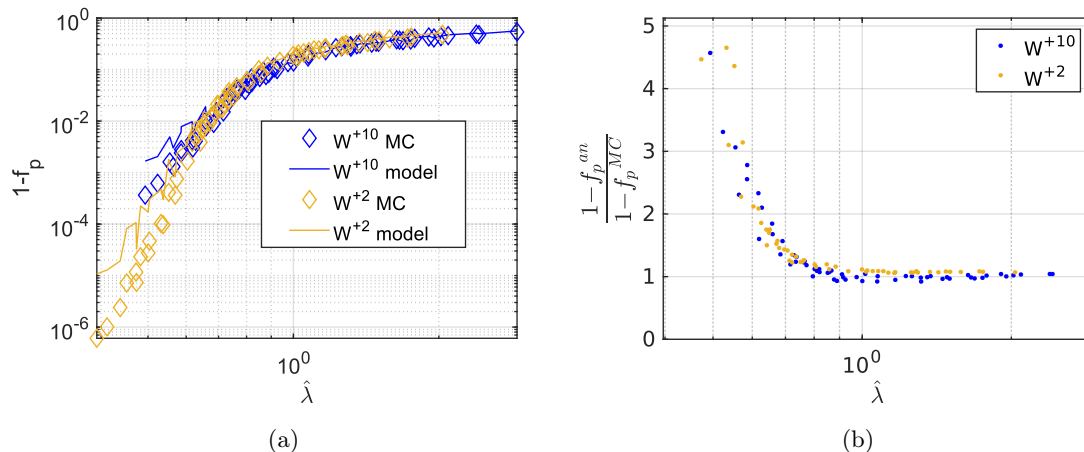 10^0
10^-2
10^-4
10^-6
1-f_p
10^0
λ̂
W^+10 MC
W^+10 model
W^+2 MC
W^+2 model
(a)
5
4
3
2
1
0
1−f_p^an
1−f_p^MC
10^0
λ̂
W^+10
W^+2
(b)